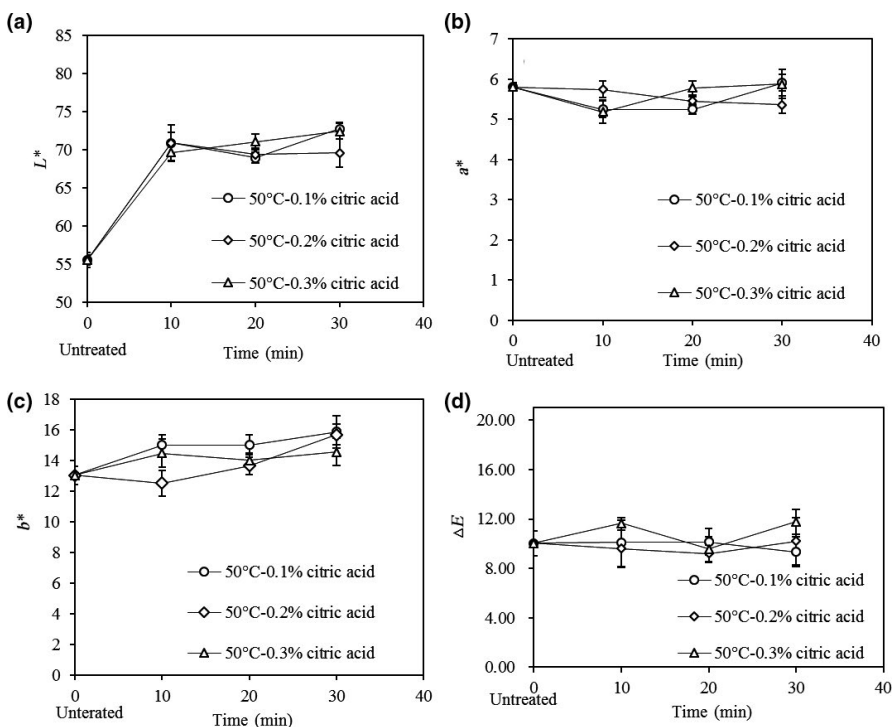 (a)
85
80
75
70
65
60
55
50
L*
50°C-0.1% citric acid
50°C-0.2% citric acid
50°C-0.3% citric acid
0 10 20 30 40
Untreated Time (min)
(b)
7
6
5
4
3
2
1
0
a*
50°C-0.1% citric acid
50°C-0.2% citric acid
50°C-0.3% citric acid
0 10 20 30 40
Untreated Time (min)
(c)
18
16
14
12
10
8
6
4
2
0
b*
50°C-0.1% citric acid
50°C-0.2% citric acid
50°C-0.3% citric acid
0 10 20 30 40
Unterated Time (min)
(d)
20.00
16.00
12.00
8.00
4.00
0.00
ΔE
50°C-0.1% citric acid
50°C-0.2% citric acid
50°C-0.3% citric acid
0 10 20 30 40
Untreated Time (min)